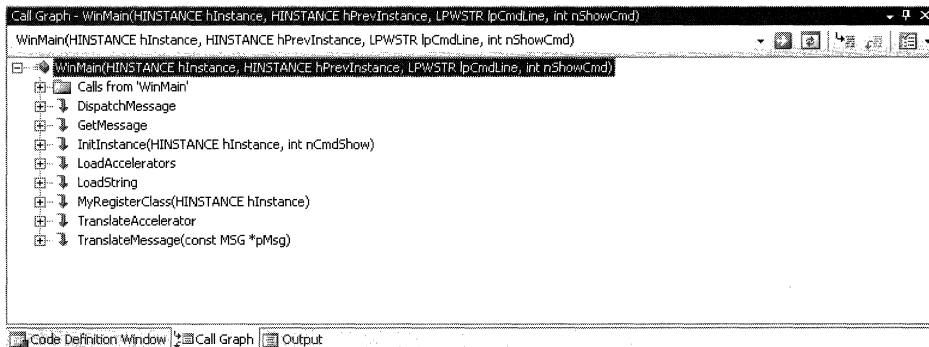 Call Graph - WinMain(HINSTANCE hInstance, HINSTANCE hPrevInstance, LPWSTR lpCmdLine, int nShowCmd)
WinMain(HINSTANCE hInstance, HINSTANCE hPrevInstance, LPWSTR lpCmdLine, int nShowCmd)
WinMain(HINSTANCE hInstance, HINSTANCE hPrevInstance, LPWSTR lpCmdLine, int nShowCmd)
Calls from 'WinMain'
DispatchMessage
GetMessage
InitInstance(HINSTANCE hInstance, int nCmdShow)
LoadAccelerators
LoadString
MyRegisterClass(HINSTANCE hInstance)
TranslateAccelerator
TranslateMessage(const MSG *pMsg)
Code Definition Window Call Graph Output